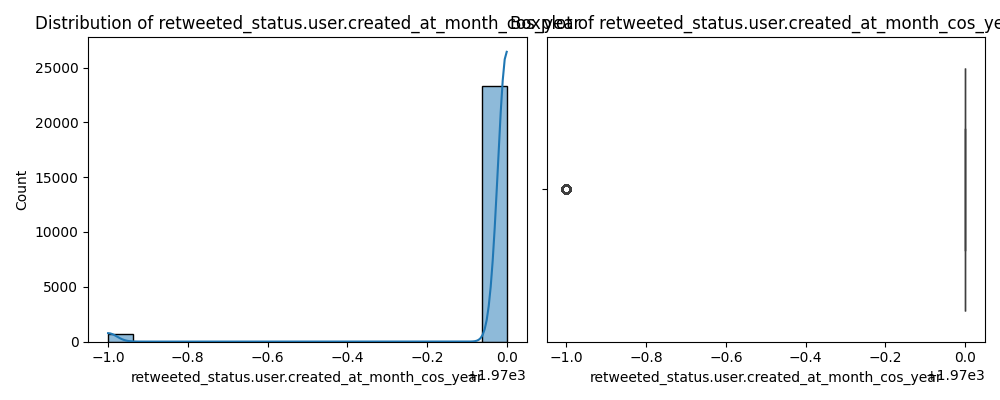 Distribution of retweeted_status.user.created_at_month_cos_year
Boxplot of retweeted_status.user.created_at_month_cos_ye
25000
20000
15000
10000
5000
0
Count
−1.0 −0.8 −0.6 −0.4 −0.2 0.0
+1.97e3
retweeted_status.user.created_at_month_cos_year
−1.0 −0.8 −0.6 −0.4 −0.2 0.0
+1.97e3
retweeted_status.user.created_at_month_cos_year